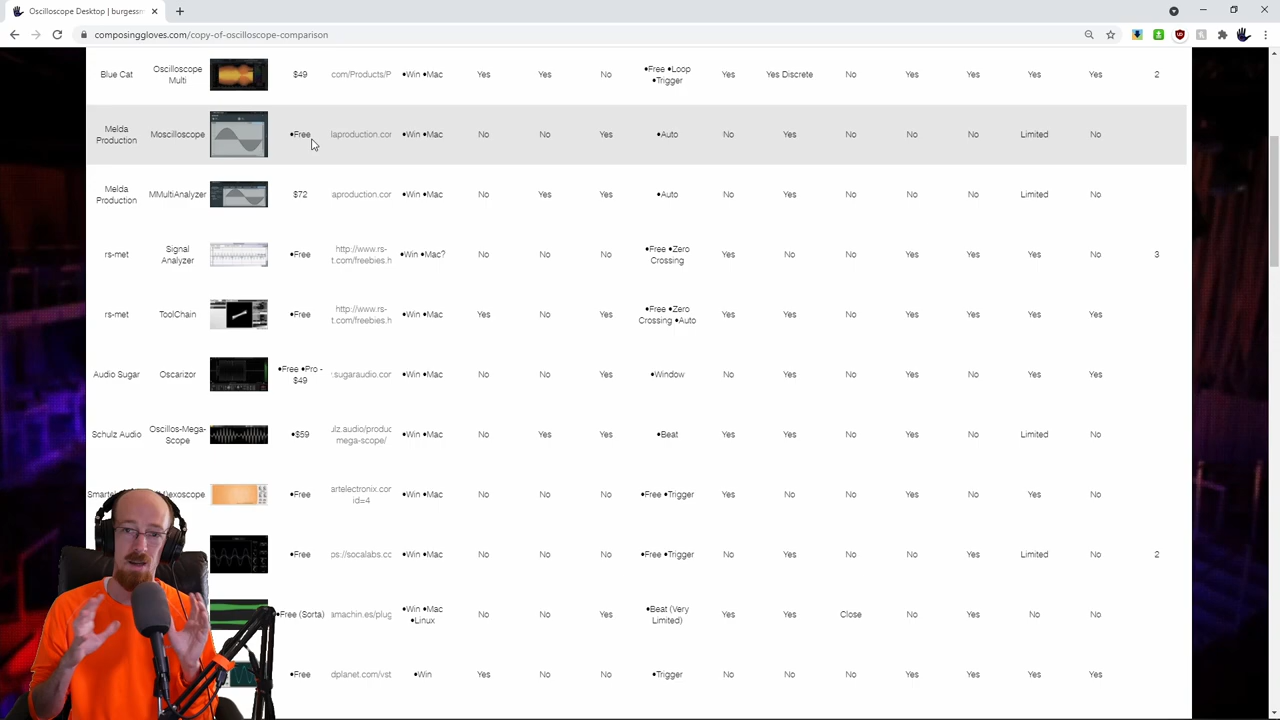 Oscilloscope Desktop | burgessm
composinggloves.com/copy-of-oscilloscope-comparison
Blue Cat
Oscilloscope
Multi
$49
com/Products/P
•Win •Mac
Yes
Yes
No
•Free •Loop
•Trigger
Yes
Yes Discrete
No
Yes
Yes
Yes
Yes
2
Melda
Production
Moscilloscope
•Free
laproduction.cor
•Win •Mac
No
No
Yes
•Auto
No
Yes
No
No
No
Limited
No
Melda
Production
MMultiAnalyzer
$72
aproduction.com
•Win •Mac
No
Yes
Yes
•Auto
No
Yes
No
No
No
Limited
No
rs-met
Signal
Analyzer
•Free
http://www.rs-
t.com/freebies.h
•Win •Mac?
No
No
No
•Free •Zero
Crossing
Yes
No
No
Yes
Yes
Yes
No
3
rs-met
ToolChain
•Free
http://www.rs-
t.com/freebies.h
•Win •Mac
Yes
No
Yes
•Free •Zero
Crossing •Auto
Yes
Yes
No
Yes
Yes
Yes
Yes
Audio Sugar
Oscarizor
•Free •Pro -
$49
.sugaraudio.com
•Win •Mac
No
No
Yes
•Window
No
Yes
No
Yes
No
Yes
Yes
Schulz Audio
Oscillos-Mega-
Scope
•$59
ulz.audio/produc
mega-scope/
•Win •Mac
No
Yes
Yes
•Beat
Yes
Yes
No
Yes
No
Limited
No
Smartel
exoscope
•Free
artelectronix.cor
id=4
•Win •Mac
No
No
No
•Free •Trigger
Yes
No
No
No
Yes
Yes
No
•Free
ps://socalabs.cc
•Win •Mac
No
No
No
•Free •Trigger
No
Yes
No
No
Yes
Limited
No
2
•Free (Sorta)
amachin.es/plug
•Win •Mac
•Linux
No
No
Yes
•Beat (Very
Limited)
Yes
Yes
Close
No
Yes
No
No
•Free
dplanet.com/vst
•Win
Yes
No
No
•Trigger
No
No
No
Yes
Yes
Yes
Yes